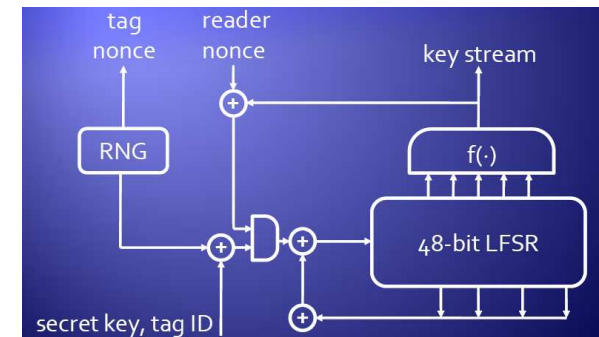 tag
nonce
reader
nonce
key stream
RNG
f(·)
48-bit LFSR
secret key, tag ID
+
+
+
+